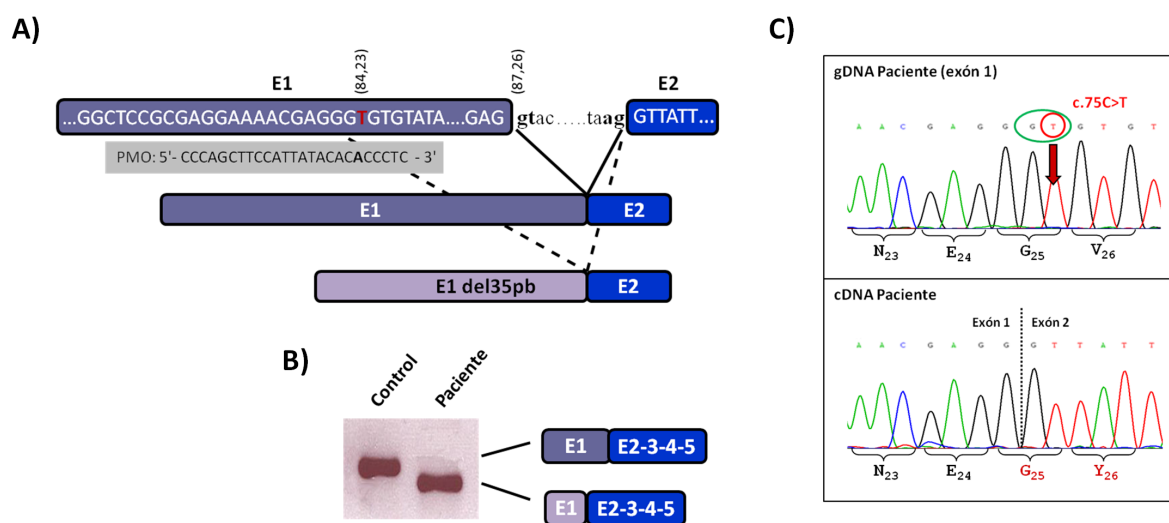 A)
E1
(84,23)
(87,26)
E2
...GGCTCCGCGAGGAAAACGAGGGTGTGTATA....GAG
gtac.....taag
GTTATT...
PMO: 5'- CCCAGCTTCCATTATACACACCCTC - 3'
E1
E2
E1 del35pb
E2
B)
Control
Paciente
E1
E2-3-4-5
E1
E2-3-4-5
C)
gDNA Paciente (exón 1)
c.75C>T
A A C G A G G G T G T G T
N23 E24 G25 V26
cDNA Paciente
Exón 1 Exón 2
A A C G A G G G T T A T T
N23 E24 G25 Y26